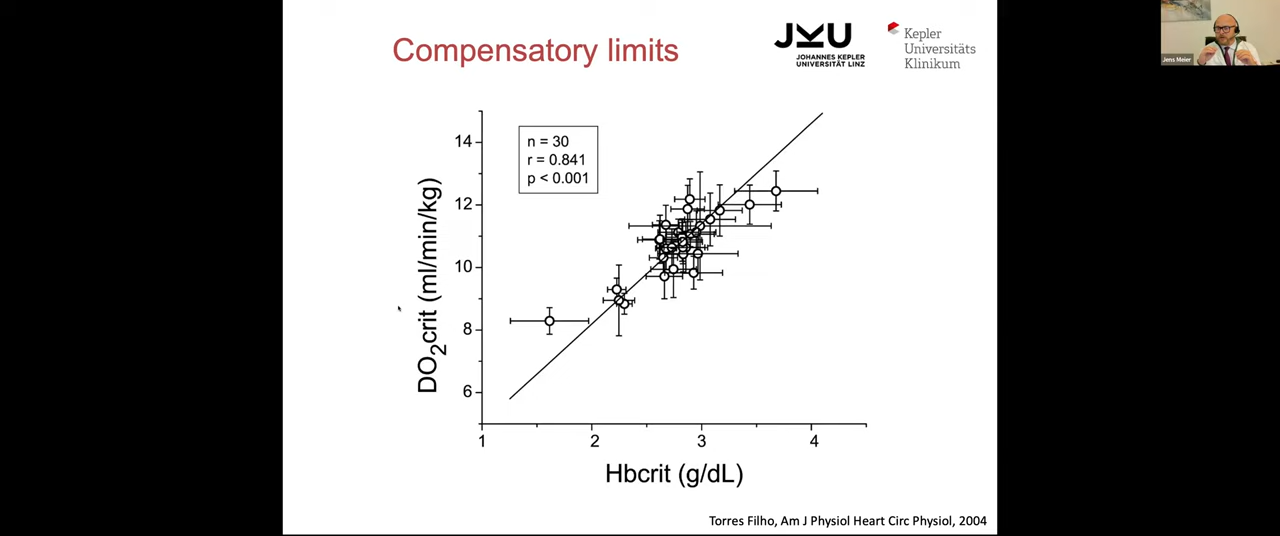 Compensatory limits
JKU
JOHANNES KEPLER
UNIVERSITÄT LINZ
Kepler
Universitäts
Klinikum
Jens Meier
n = 30
r = 0.841
p < 0.001
DO2crit (ml/min/kg)
14
12
10
8
6
1 2 3 4
Hbcrit (g/dL)
Torres Filho, Am J Physiol Heart Circ Physiol, 2004